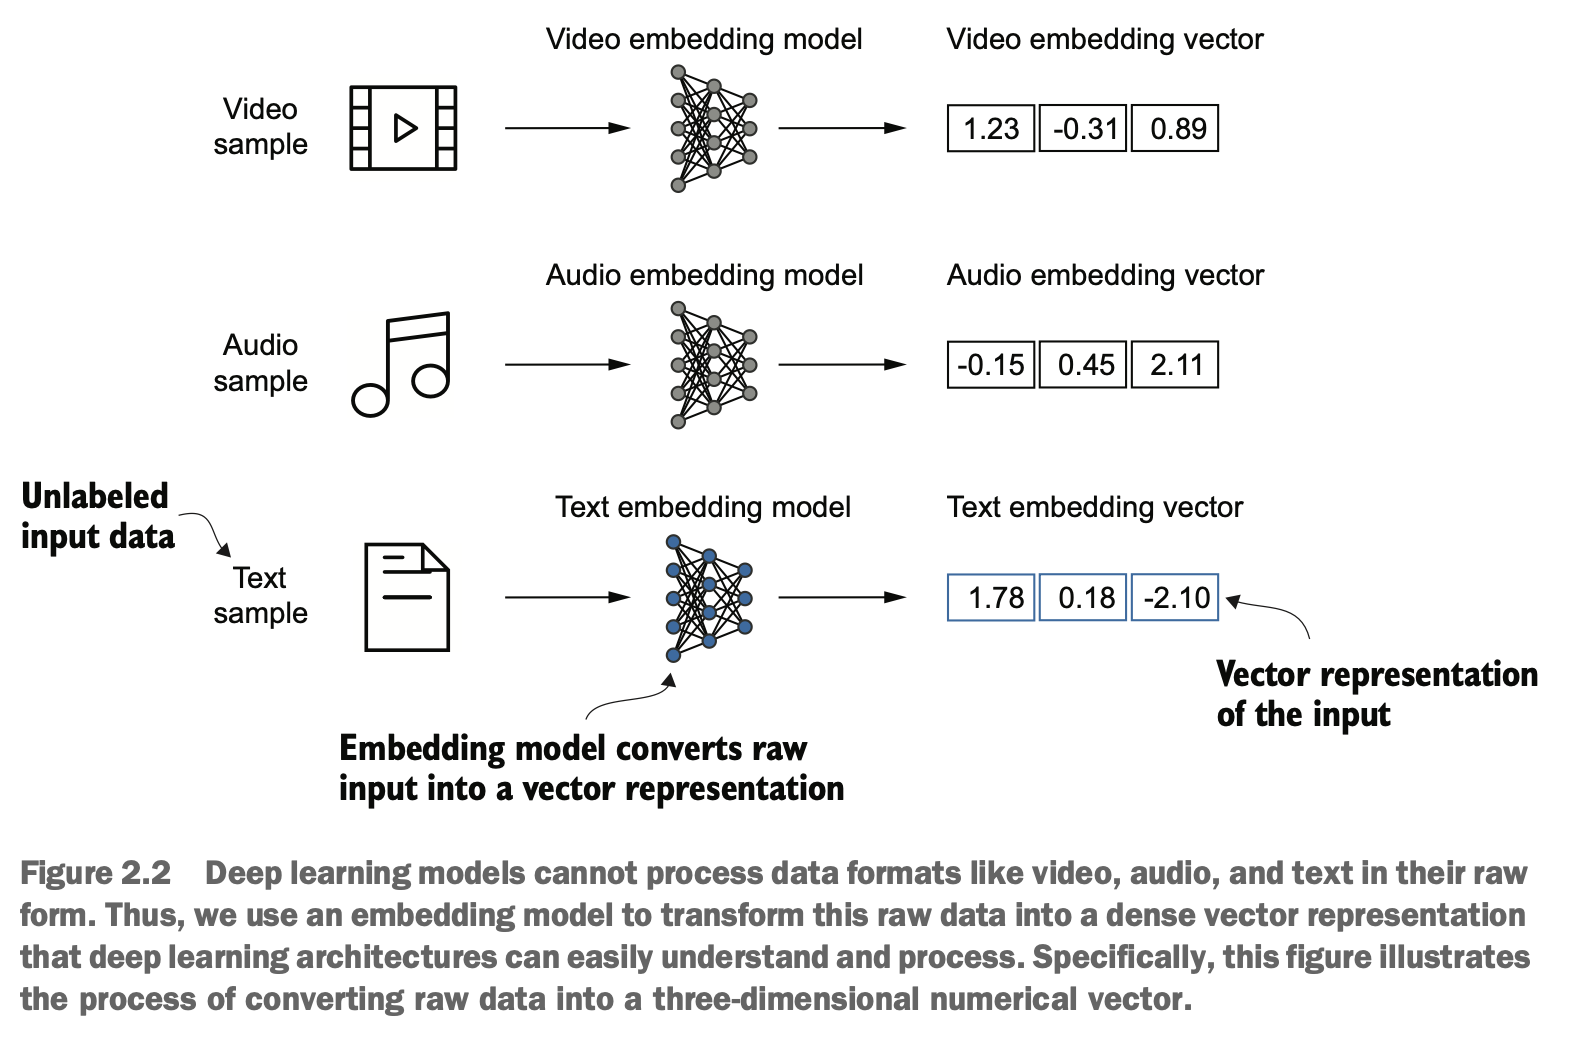 Video embedding model
Video embedding vector
Video
sample
1.23 -0.31 0.89
Audio embedding model
Audio embedding vector
Audio
sample
-0.15 0.45 2.11
Unlabeled
input data
Text embedding model
Text embedding vector
Text
sample
1.78 0.18 -2.10
Vector representation
of the input
Embedding model converts raw
input into a vector representation
Figure 2.2 Deep learning models cannot process data formats like video, audio, and text in their raw
form. Thus, we use an embedding model to transform this raw data into a dense vector representation
that deep learning architectures can easily understand and process. Specifically, this figure illustrates
the process of converting raw data into a three-dimensional numerical vector.